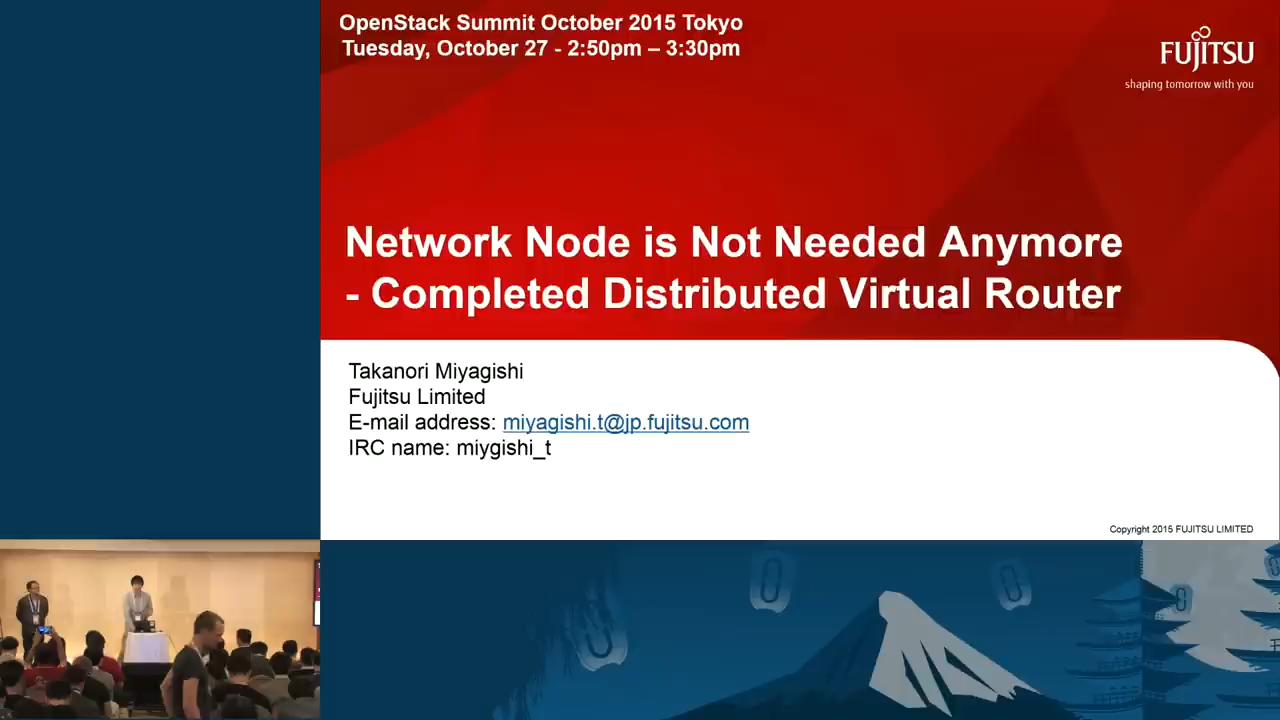 OpenStack Summit October 2015 Tokyo
Tuesday, October 27 - 2:50pm – 3:30pm
FUJITSU
shaping tomorrow with you
Network Node is Not Needed Anymore
- Completed Distributed Virtual Router
Takanori Miyagishi
Fujitsu Limited
E-mail address: miyagishi.t@jp.fujitsu.com
IRC name: miygishi_t
Copyright 2015 FUJITSU LIMITED